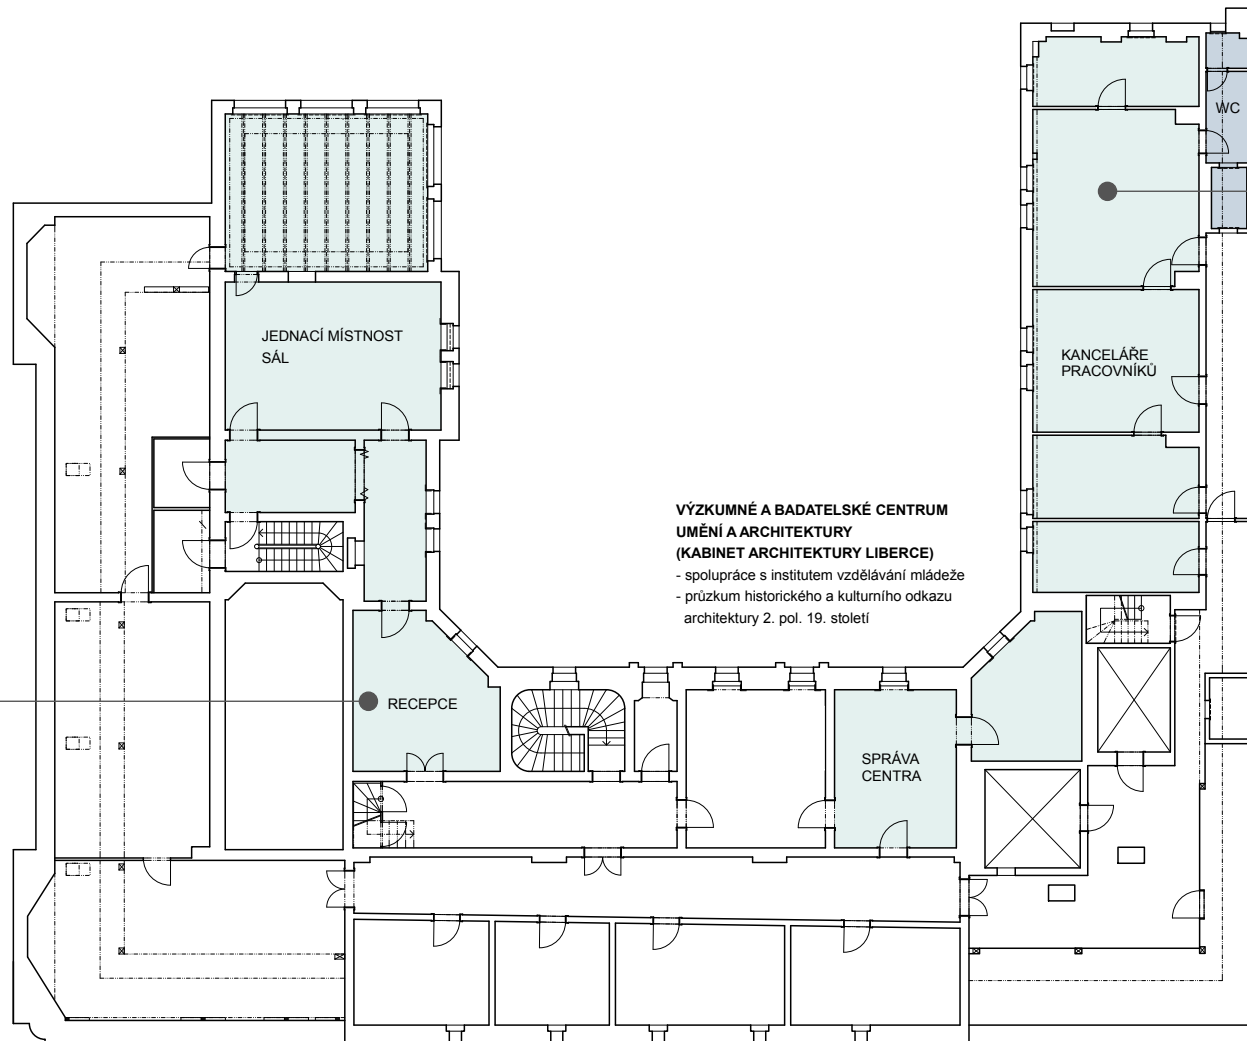 WC
JEDNACÍ MÍSTNOST
SÁL
KANCELÁŘE
PRACOVNÍKŮ
VÝZKUMNÉ A BADATELSKÉ CENTRUM
UMĚNÍ A ARCHITEKTURY
(KABINET ARCHITEKTURY LIBERCE)
- spolupráce s institutem vzdělávání mládeže
- průzkum historického a kulturního odkazu
architektury 2. pol. 19. století
RECEPCE
SPRÁVA
CENTRA